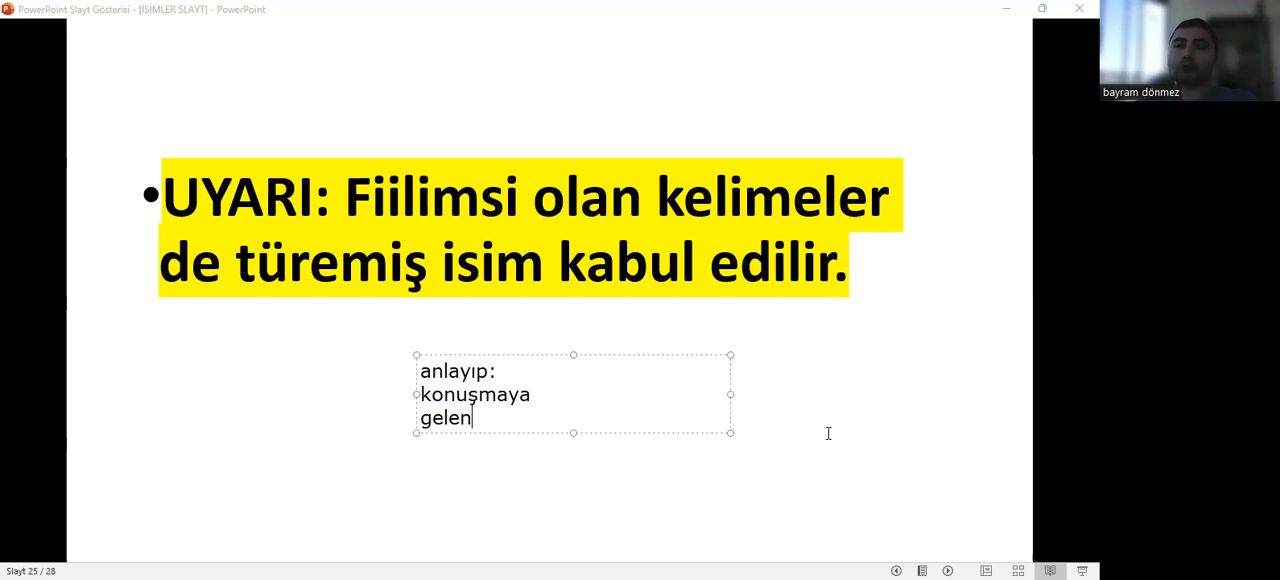 PowerPoint Slayt Gösterisi - [İSİMLER SLAYT] - PowerPoint
bayram dönmez
•UYARI: Fiilimsi olan kelimeler
de türemiş isim kabul edilir.
anlayıp:
konuşmaya
gelen
Slayt 25 / 28